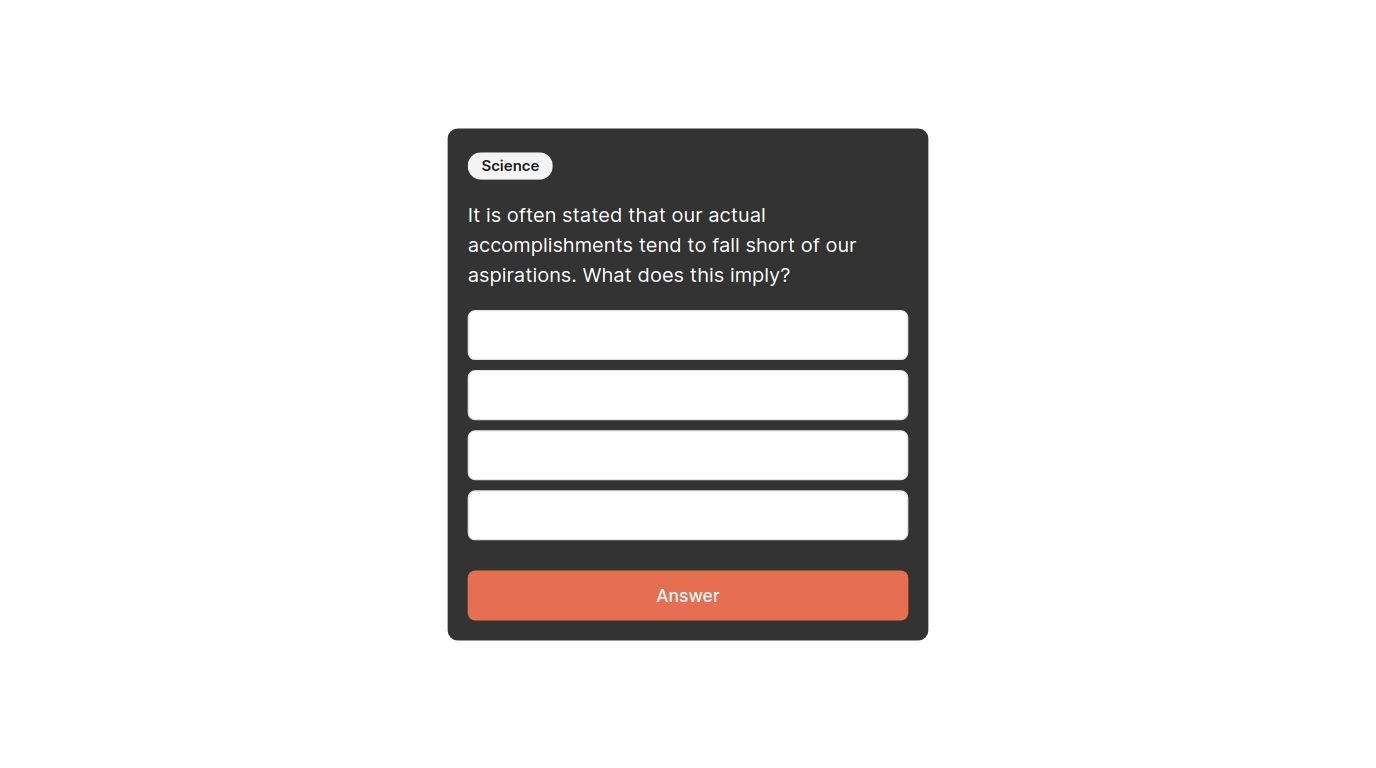 Science
It is often stated that our actual
accomplishments tend to fall short of our
aspirations. What does this imply?
Answer